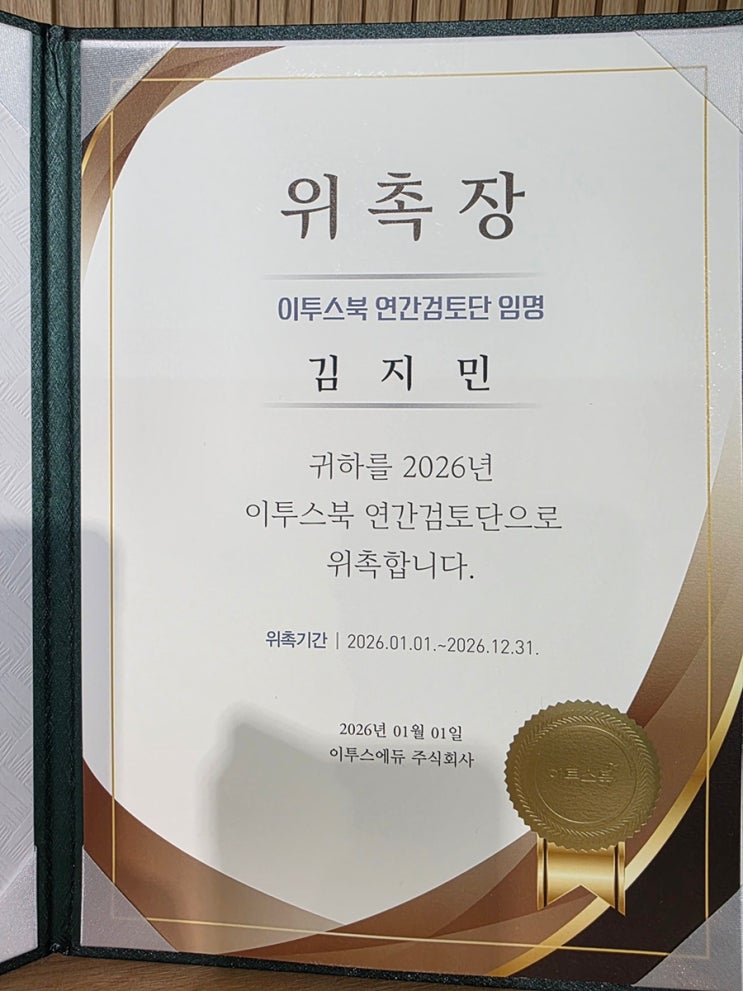 위촉장
이투스북 연간검토단 임명
김지민
귀하를 2026년
이투스북 연간검토단으로
위촉합니다.
위촉기간 | 2026.01.01.~2026.12.31.
2026년 01월 01일
이투스에듀 주식회사
이투스북